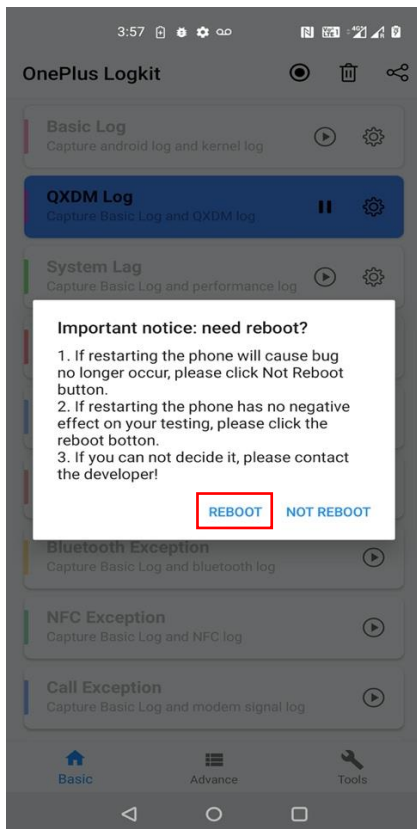 3:57
OnePlus Logkit
Basic Log
Capture android log and kernel log
QXDM Log
Capture Basic Log and QXDM log
System Lag
Capture Basic Log and performance log
Important notice: need reboot?
1. If restarting the phone will cause bug
no longer occur, please click Not Reboot
button.
2. If restarting the phone has no negative
effect on your testing, please click the
reboot botton.
3. If you can not decide it, please contact
the developer!
REBOOT NOT REBOOT
Bluetooth Exception
Capture Basic Log and bluetooth log
NFC Exception
Capture Basic Log and NFC log
Call Exception
Capture Basic Log and modem signal log
Basic Advance Tools